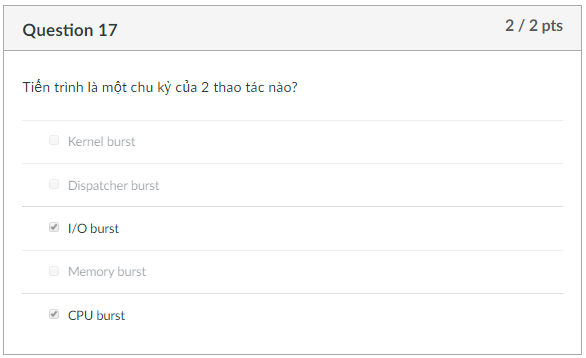 Question 17
2 / 2 pts
Tiến trình là một chu kỳ của 2 thao tác nào?
Kernel burst
Dispatcher burst
I/O burst
Memory burst
CPU burst